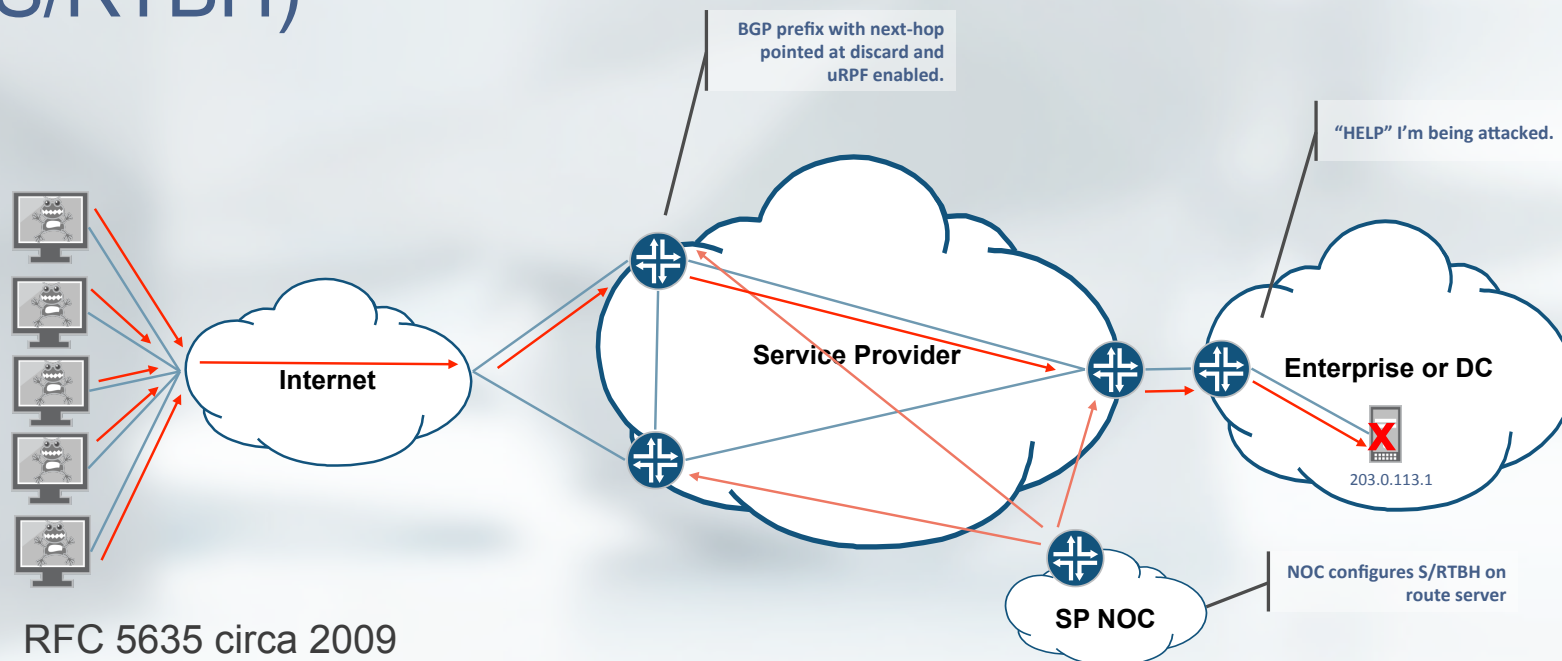 S/RTBH)
BGP prefix with next-hop
pointed at discard and
uRPF enabled.
“HELP” I’m being attacked.
Internet
Service Provider
Enterprise or DC
X
203.0.113.1
NOC configures S/RTBH on
route server
SP NOC
RFC 5635 circa 2009